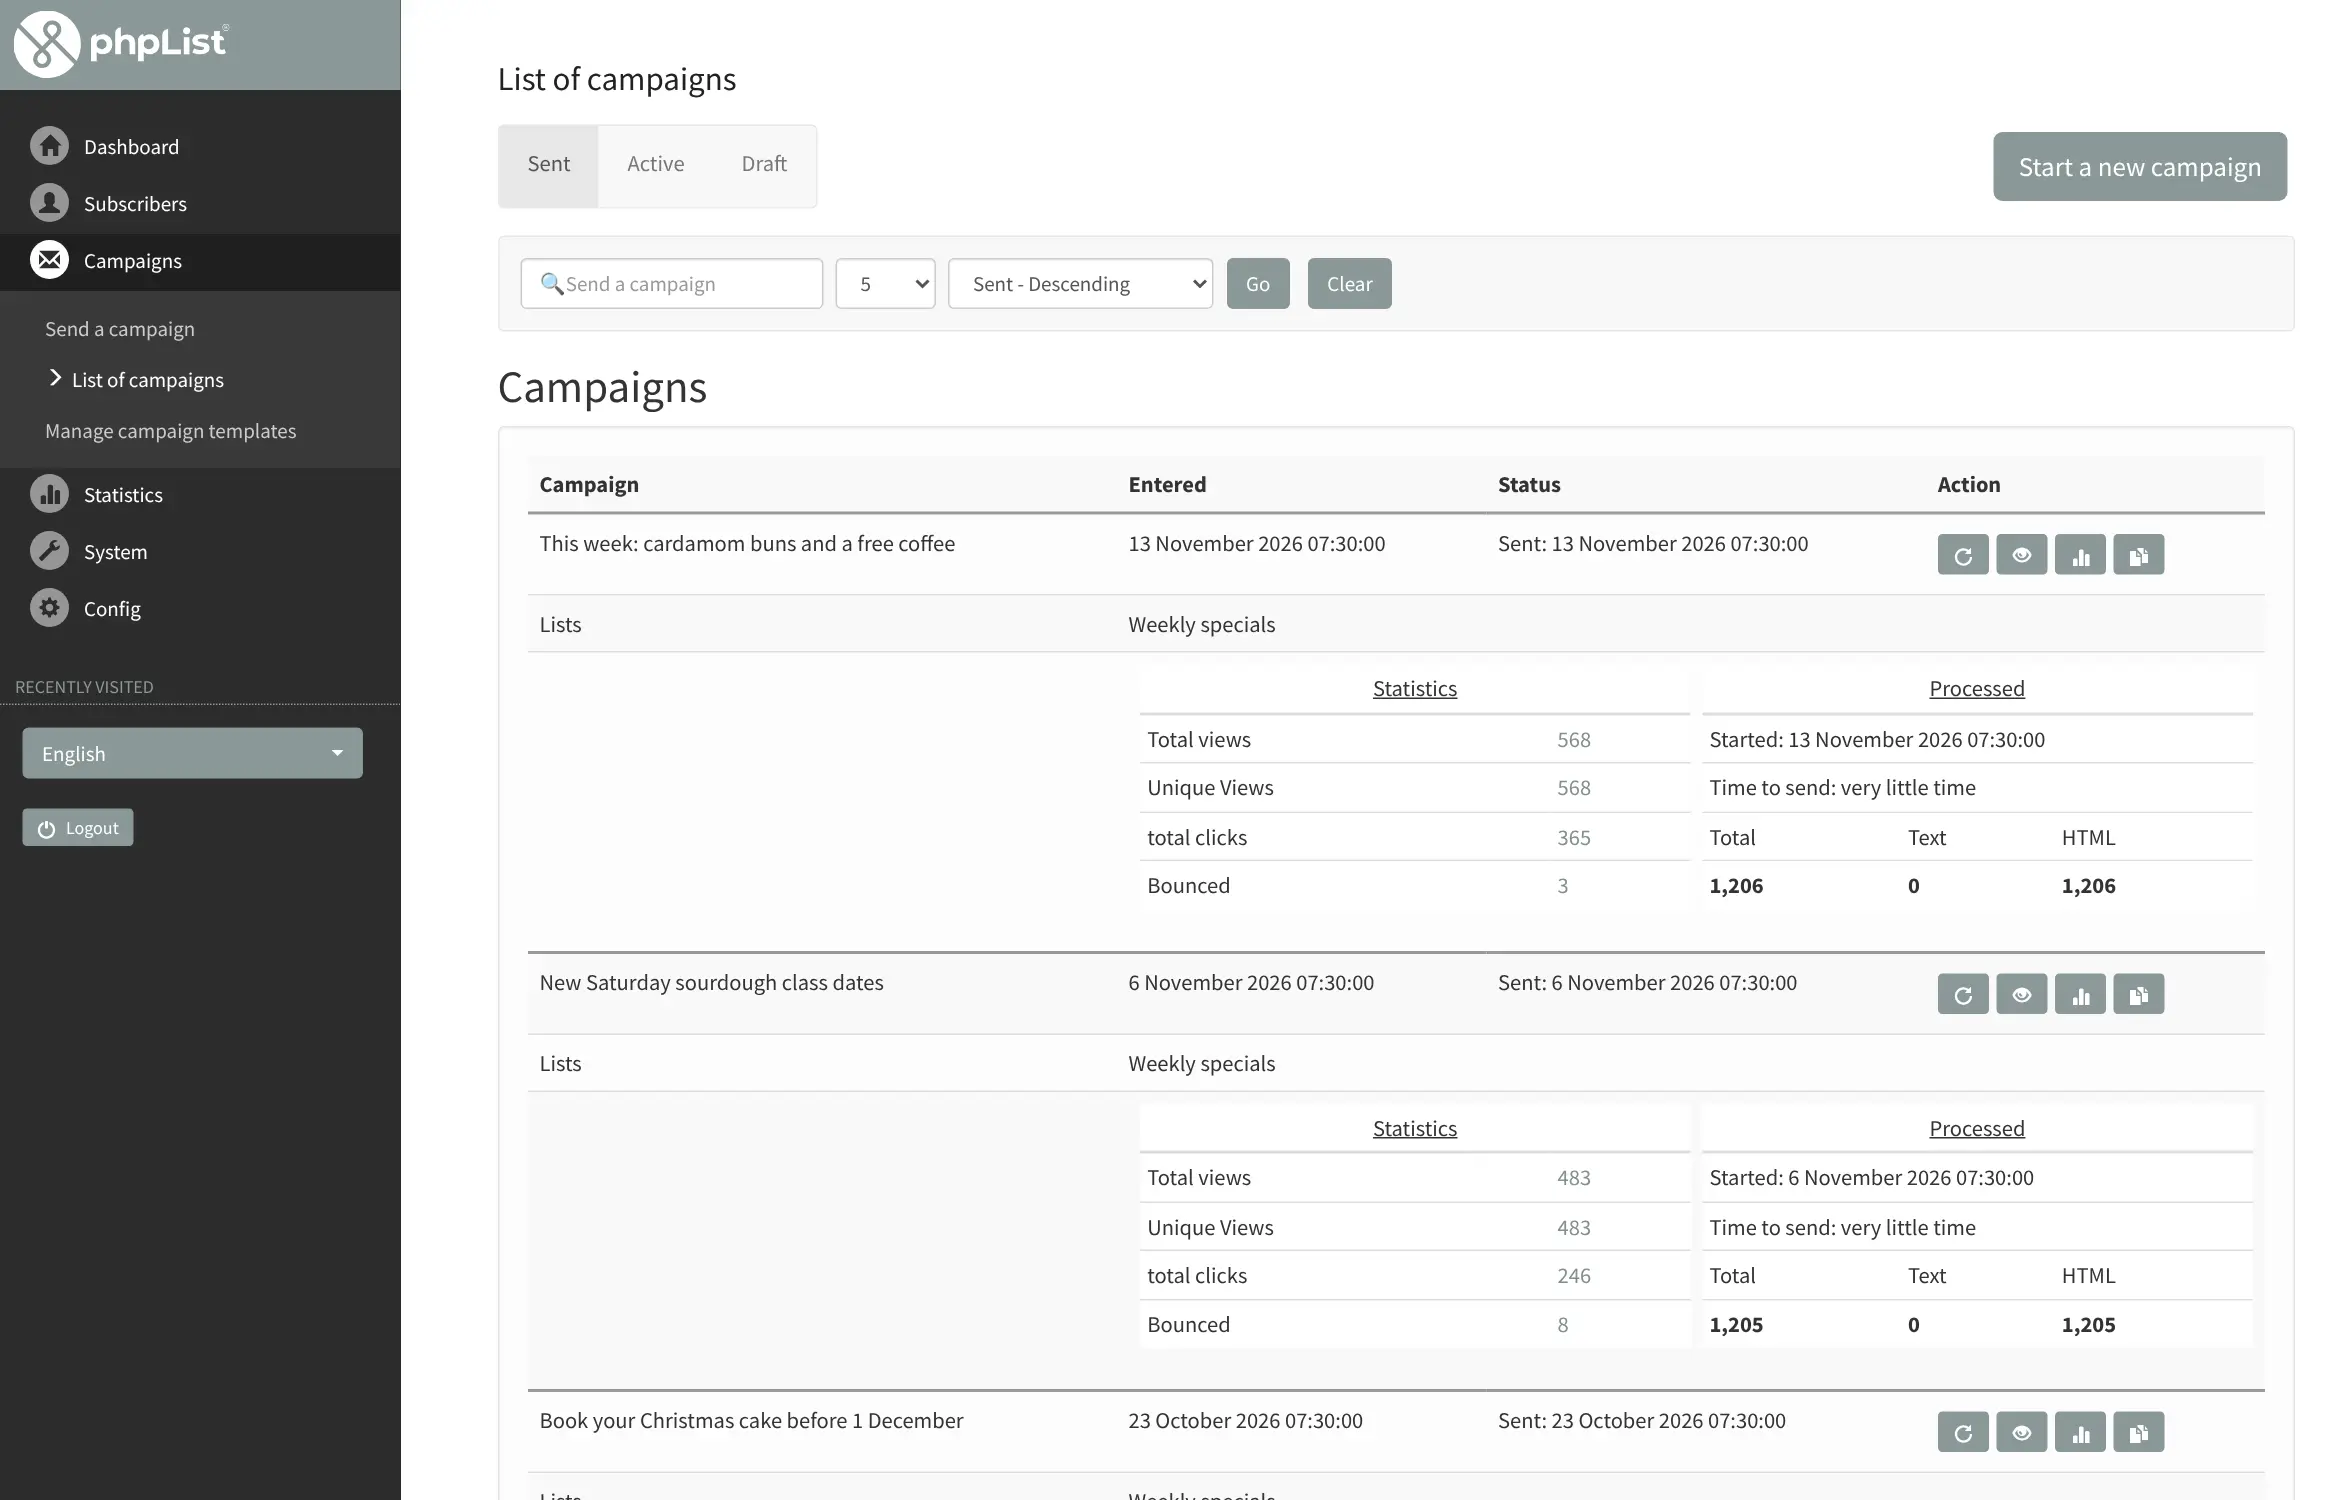 phpList®
Dashboard
Subscribers
Campaigns
Send a campaign
List of campaigns
Manage campaign templates
Statistics
System
Config
RECENTLY VISITED
English
Logout
List of campaigns
Sent Active Draft
Start a new campaign
Send a campaign 5 Sent - Descending Go Clear
Campaigns
Campaign Entered Status Action
This week: cardamom buns and a free coffee 13 November 2026 07:30:00 Sent: 13 November 2026 07:30:00
Lists Weekly specials
Statistics Processed
Total views 568 Started: 13 November 2026 07:30:00
Unique Views 568 Time to send: very little time
total clicks 365 Total Text HTML
Bounced 3 1,206 0 1,206
New Saturday sourdough class dates 6 November 2026 07:30:00 Sent: 6 November 2026 07:30:00
Lists Weekly specials
Statistics Processed
Total views 483 Started: 6 November 2026 07:30:00
Unique Views 483 Time to send: very little time
total clicks 246 Total Text HTML
Bounced 8 1,205 0 1,205
Book your Christmas cake before 1 December 23 October 2026 07:30:00 Sent: 23 October 2026 07:30:00
Lists Weekly specials